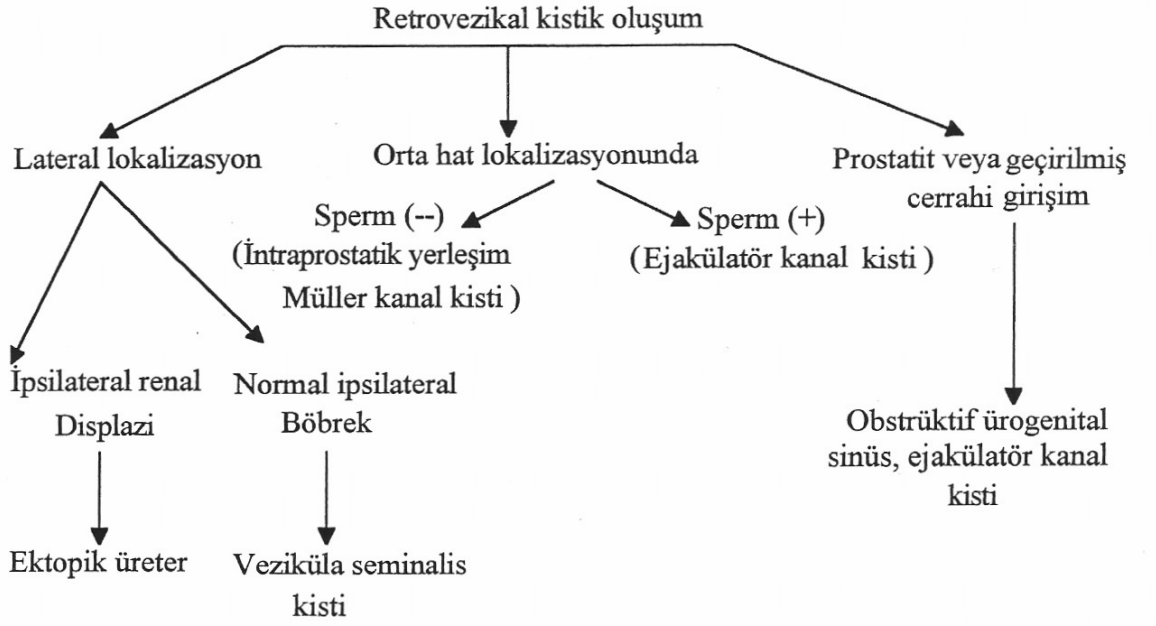 Retrovezikal kistik oluşum
Lateral lokalizasyon
Orta hat lokalizasyonunda
Prostatit veya geçirilmiş
cerrahi girişim
Sperm (--)
(İntraprostatik yerleşim
Müller kanal kisti )
Sperm (+)
(Ejakülatör kanal kisti )
İpsilateral renal
Displazi
Normal ipsilateral
Böbrek
Obstrüktif ürogenital
sinüs, ejakülatör kanal
kisti
Ektopik üreter
Veziküla seminalis
kisti